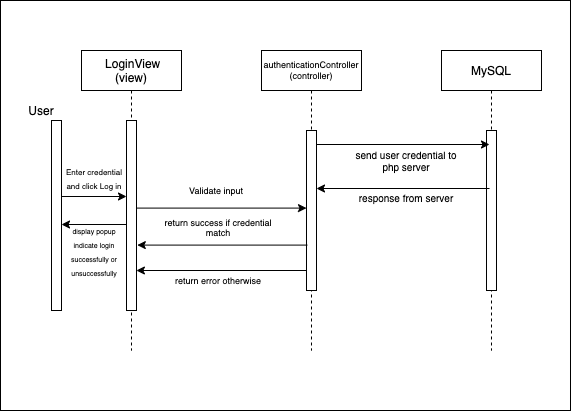 LoginView
(view)
authenticationController
(controller)
MySQL
User
send user credential to
php server
Enter credential
and click Log in
Validate input
response from server
return success if credential
match
display popup
indicate login
successfully or
unsuccessfully
return error otherwise